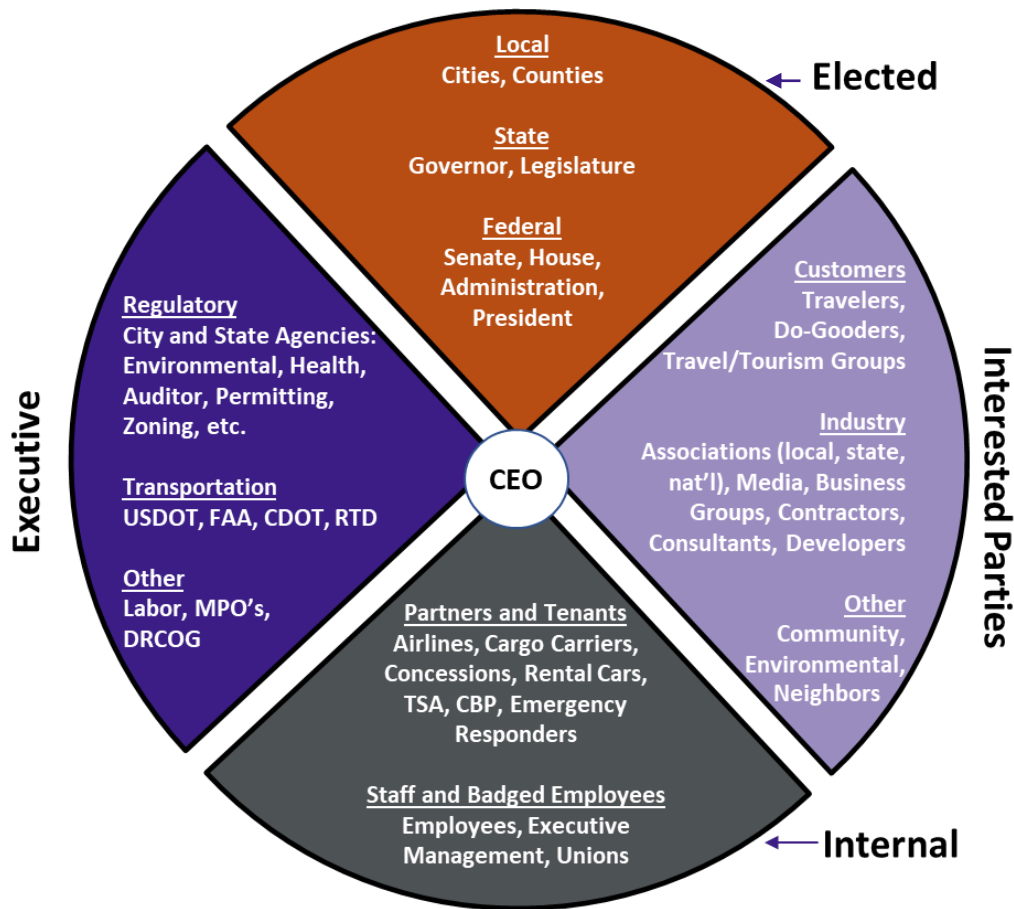 Local
Cities, Counties
State
Governor, Legislature
Federal
Senate, House,
Administration,
President
Elected
Regulatory
City and State Agencies:
Environmental, Health,
Auditor, Permitting,
Zoning, etc.
Transportation
USDOT, FAA, CDOT, RTD
Other
Labor, MPO's,
DRCOG
Executive
CEO
Customers
Travelers,
Do-Gooders,
Travel/Tourism Groups
Industry
Associations (local, state,
nat'l), Media, Business
Groups, Contractors,
Consultants, Developers
Other
Community,
Environmental,
Neighbors
Interested Parties
Partners and Tenants
Airlines, Cargo Carriers,
Concessions, Rental Cars,
TSA, CBP, Emergency
Responders
Staff and Badged Employees
Employees, Executive
Management, Unions
Internal